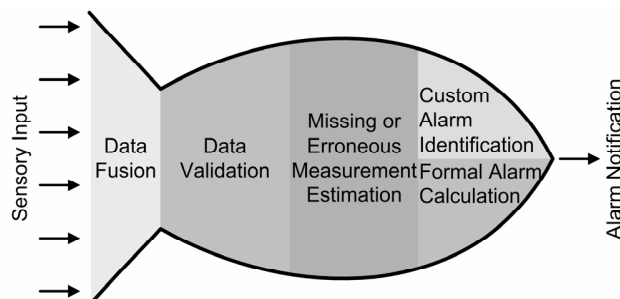 Sensory Input
Data
Fusion
Data
Validation
Missing or
Erroneous
Measurement
Estimation
Custom
Alarm
Identification
Formal Alarm
Calculation
Alarm Notification